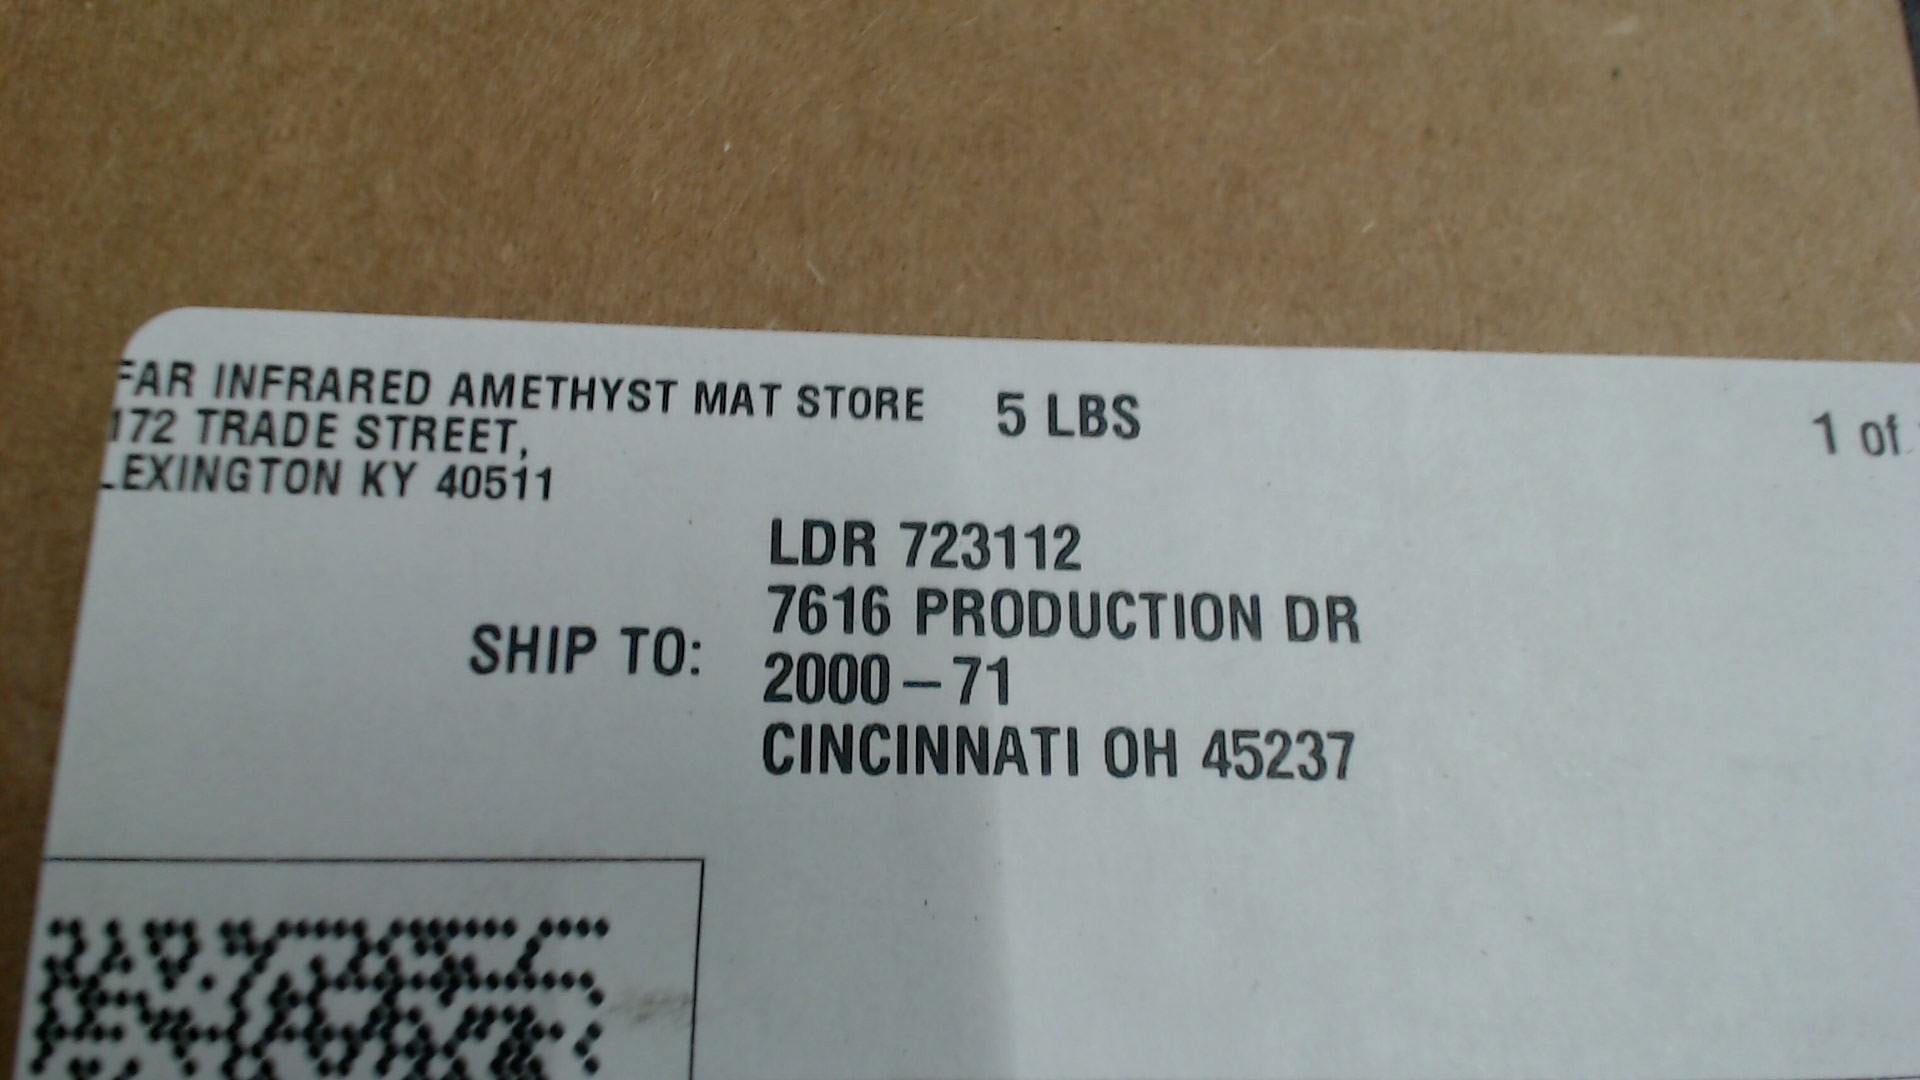 FAR INFRARED AMETHYST MAT STORE 5 LBS 1 of
172 TRADE STREET,
LEXINGTON KY 40511
LDR 723112
7616 PRODUCTION DR
SHIP TO:
2000 – 71
CINCINNATI OH 45237